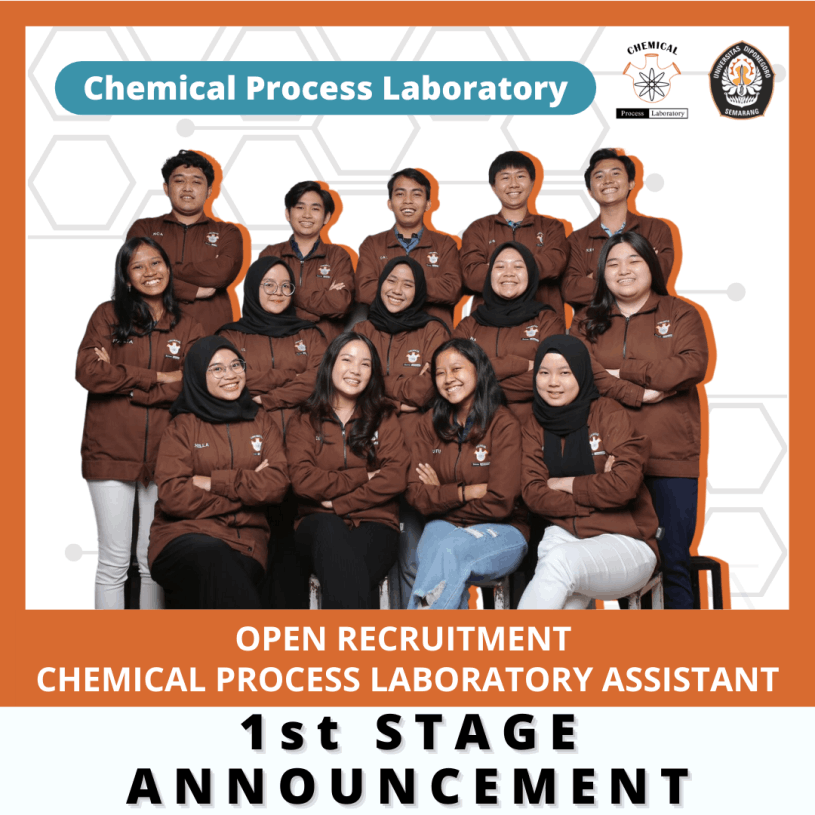 Chemical Process Laboratory
CHEMICAL
Process Laboratory
UNIVERSITAS DIPONEGORO
SEMARANG
OPEN RECRUITMENT
CHEMICAL PROCESS LABORATORY ASSISTANT
1st STAGE
ANNOUNCEMENT